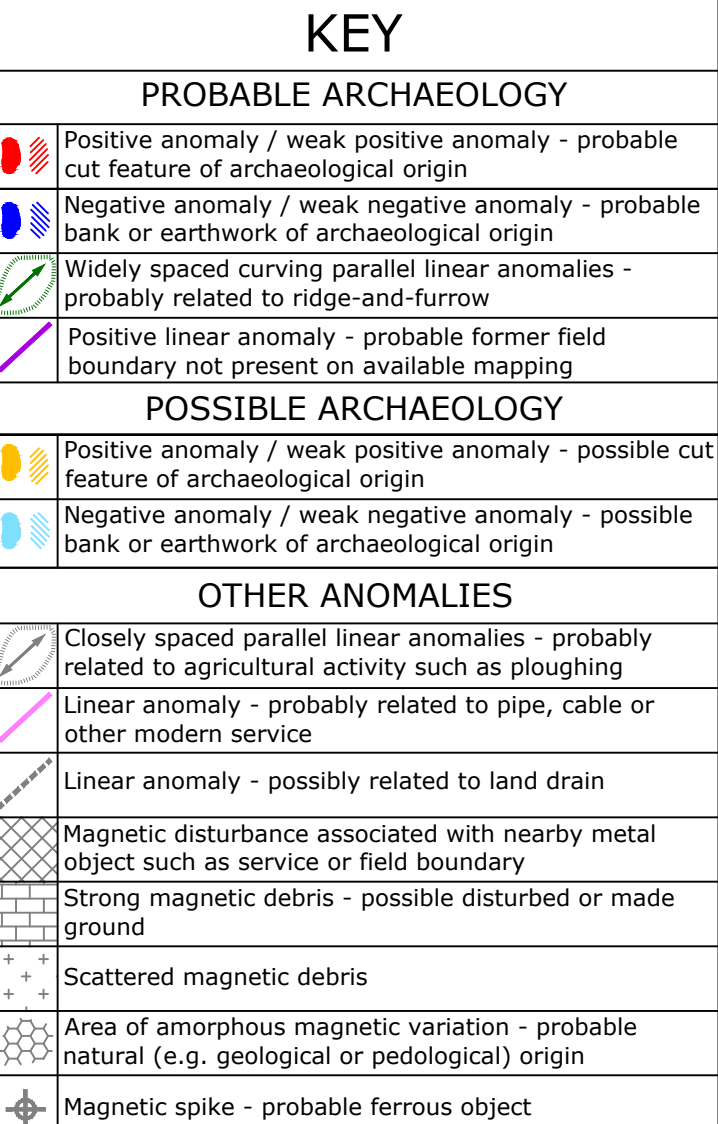 KEY
PROBABLE ARCHAEOLOGY
Positive anomaly / weak positive anomaly - probable
cut feature of archaeological origin
Negative anomaly / weak negative anomaly - probable
bank or earthwork of archaeological origin
Widely spaced curving parallel linear anomalies -
probably related to ridge-and-furrow
Positive linear anomaly - probable former field
boundary not present on available mapping
POSSIBLE ARCHAEOLOGY
Positive anomaly / weak positive anomaly - possible cut
feature of archaeological origin
Negative anomaly / weak negative anomaly - possible
bank or earthwork of archaeological origin
OTHER ANOMALIES
Closely spaced parallel linear anomalies - probably
related to agricultural activity such as ploughing
Linear anomaly - probably related to pipe, cable or
other modern service
Linear anomaly - possibly related to land drain
Magnetic disturbance associated with nearby metal
object such as service or field boundary
Strong magnetic debris - possible disturbed or made
ground
Scattered magnetic debris
Area of amorphous magnetic variation - probable
natural (e.g. geological or pedological) origin
Magnetic spike - probable ferrous object